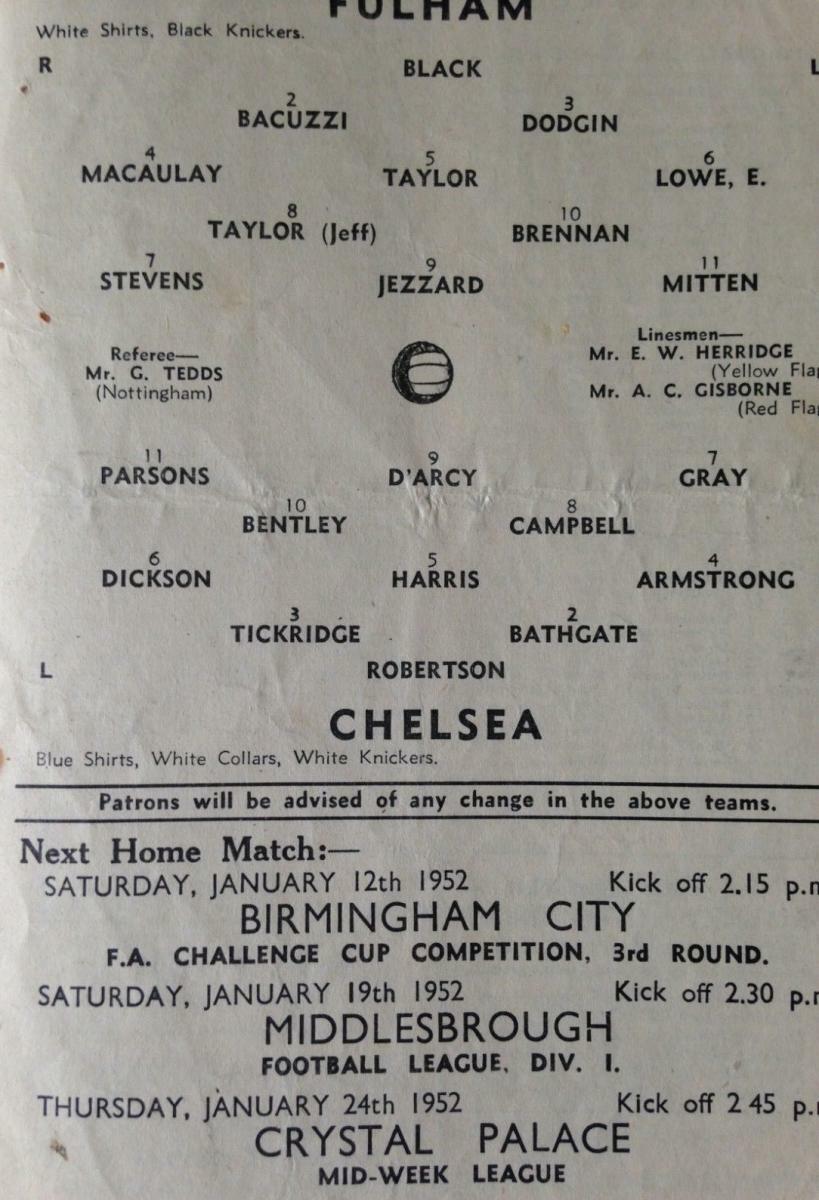 FULHAM
White Shirts, Black Knickers.
R BLACK L
2 3
BACUZZI DODGIN
4 5 6
MACAULAY TAYLOR LOWE, E.
8 10
TAYLOR (Jeff) BRENNAN
7 9 11
STEVENS JEZZARD MITTEN
Referee—
Mr. G. TEDDS
(Nottingham)
Linesmen—
Mr. E. W. HERRIDGE
(Yellow Fla
Mr. A. C. GISBORNE
(Red Fla
11 9 7
PARSONS D'ARCY GRAY
10 8
BENTLEY CAMPBELL
6 5 4
DICKSON HARRIS ARMSTRONG
3 2
TICKRIDGE BATHGATE
L ROBERTSON
CHELSEA
Blue Shirts, White Collars, White Knickers.
Patrons will be advised of any change in the above teams.
Next Home Match:—
SATURDAY, JANUARY 12th 1952 Kick off 2.15 p.m
BIRMINGHAM CITY
F.A. CHALLENGE CUP COMPETITION, 3rd ROUND.
SATURDAY, JANUARY 19th 1952 Kick off 2.30 p.m
MIDDLESBROUGH
FOOTBALL LEAGUE, DIV. I.
THURSDAY, JANUARY 24th 1952 Kick off 2 45 p.m
CRYSTAL PALACE
MID-WEEK LEAGUE